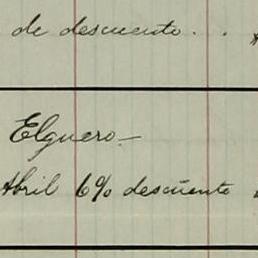 de descuento . .
Elguero —
Abril 6% descuento